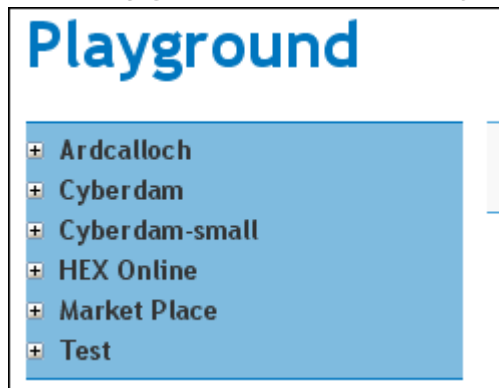 Playground
Ardcalloch
Cyberdam
Cyberdam-small
HEX Online
Market Place
Test